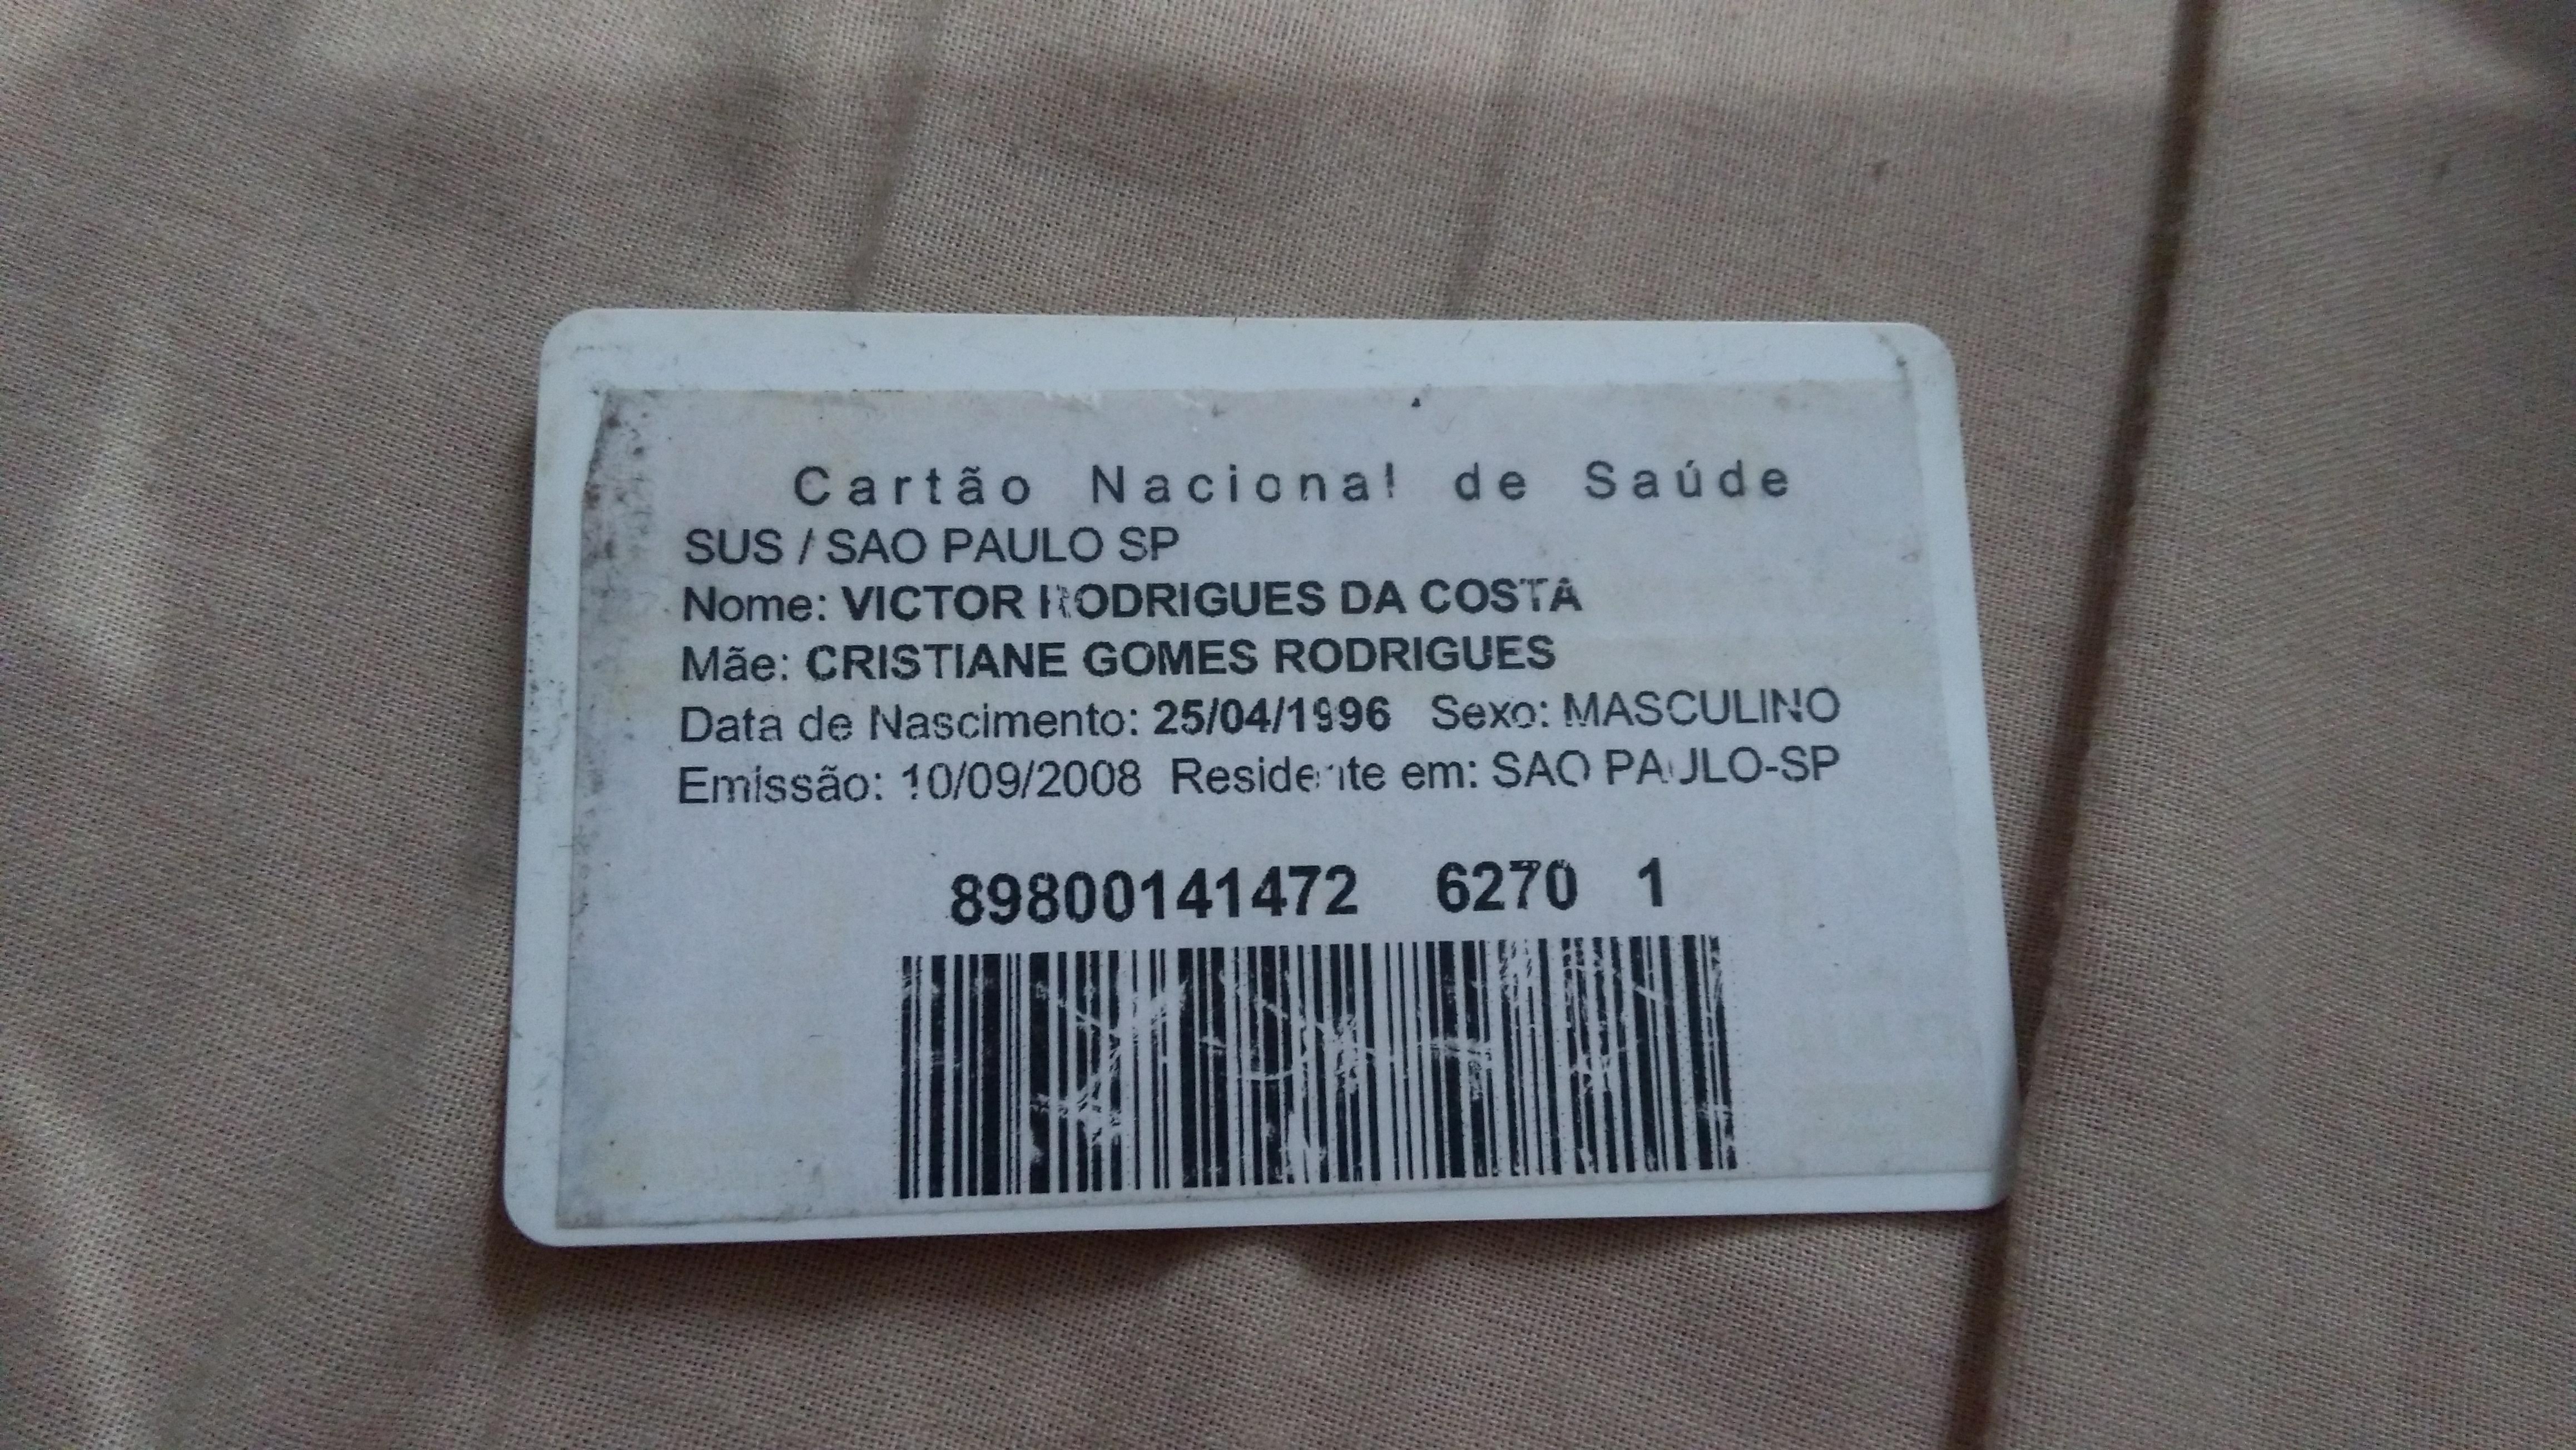 Cartão Nacional de Saúde
SUS / SAO PAULO SP
Nome: VICTOR RODRIGUES DA COSTA
Mãe: CRISTIANE GOMES RODRIGUES
Data de Nascimento: 25/04/1996 Sexo: MASCULINO
Emissão: 10/09/2008 Residente em: SAO PAULO-SP
89800141472 6270 1